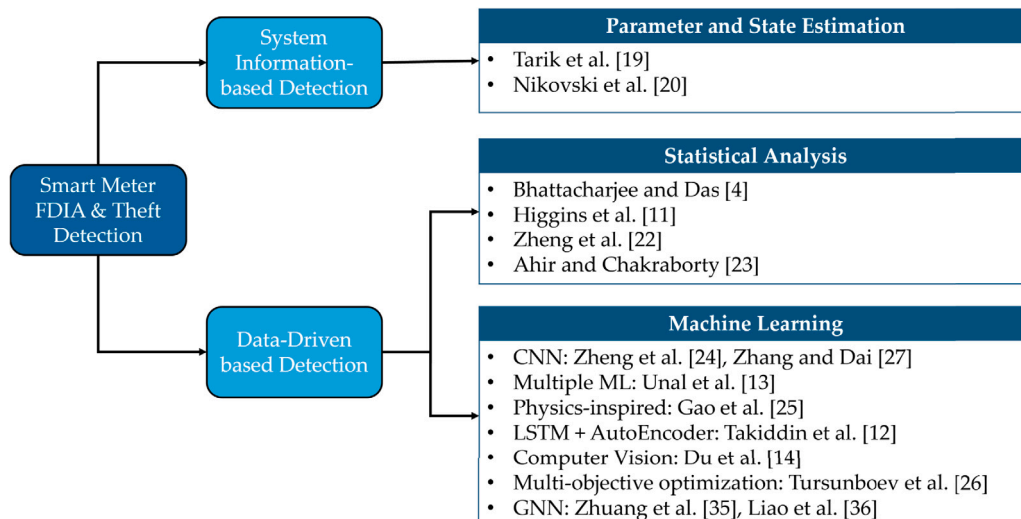 Smart Meter
FDIA & Theft
Detection
System
Information-
based Detection
Parameter and State Estimation
• Tarik et al. [19]
• Nikovski et al. [20]
Data-Driven
based Detection
Statistical Analysis
• Bhattacharjee and Das [4]
• Higgins et al. [11]
• Zheng et al. [22]
• Ahir and Chakraborty [23]
Machine Learning
• CNN: Zheng et al. [24], Zhang and Dai [27]
• Multiple ML: Unal et al. [13]
• Physics-inspired: Gao et al. [25]
• LSTM + AutoEncoder: Takiddin et al. [12]
• Computer Vision: Du et al. [14]
• Multi-objective optimization: Tursunboev et al. [26]
• GNN: Zhuang et al. [35], Liao et al. [36]